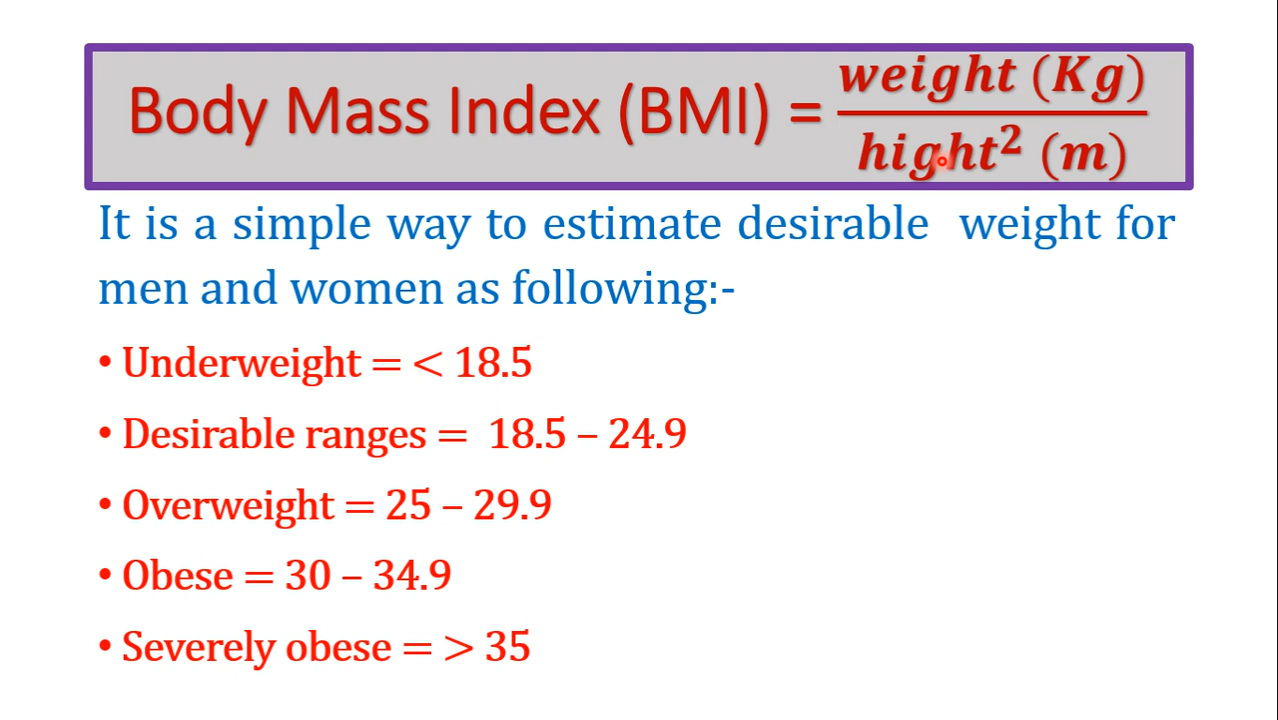 Body Mass Index (BMI) = weight (Kg) / hight² (m)
It is a simple way to estimate desirable weight for
men and women as following:-
• Underweight = < 18.5
• Desirable ranges = 18.5 – 24.9
• Overweight = 25 – 29.9
• Obese = 30 – 34.9
• Severely obese = > 35